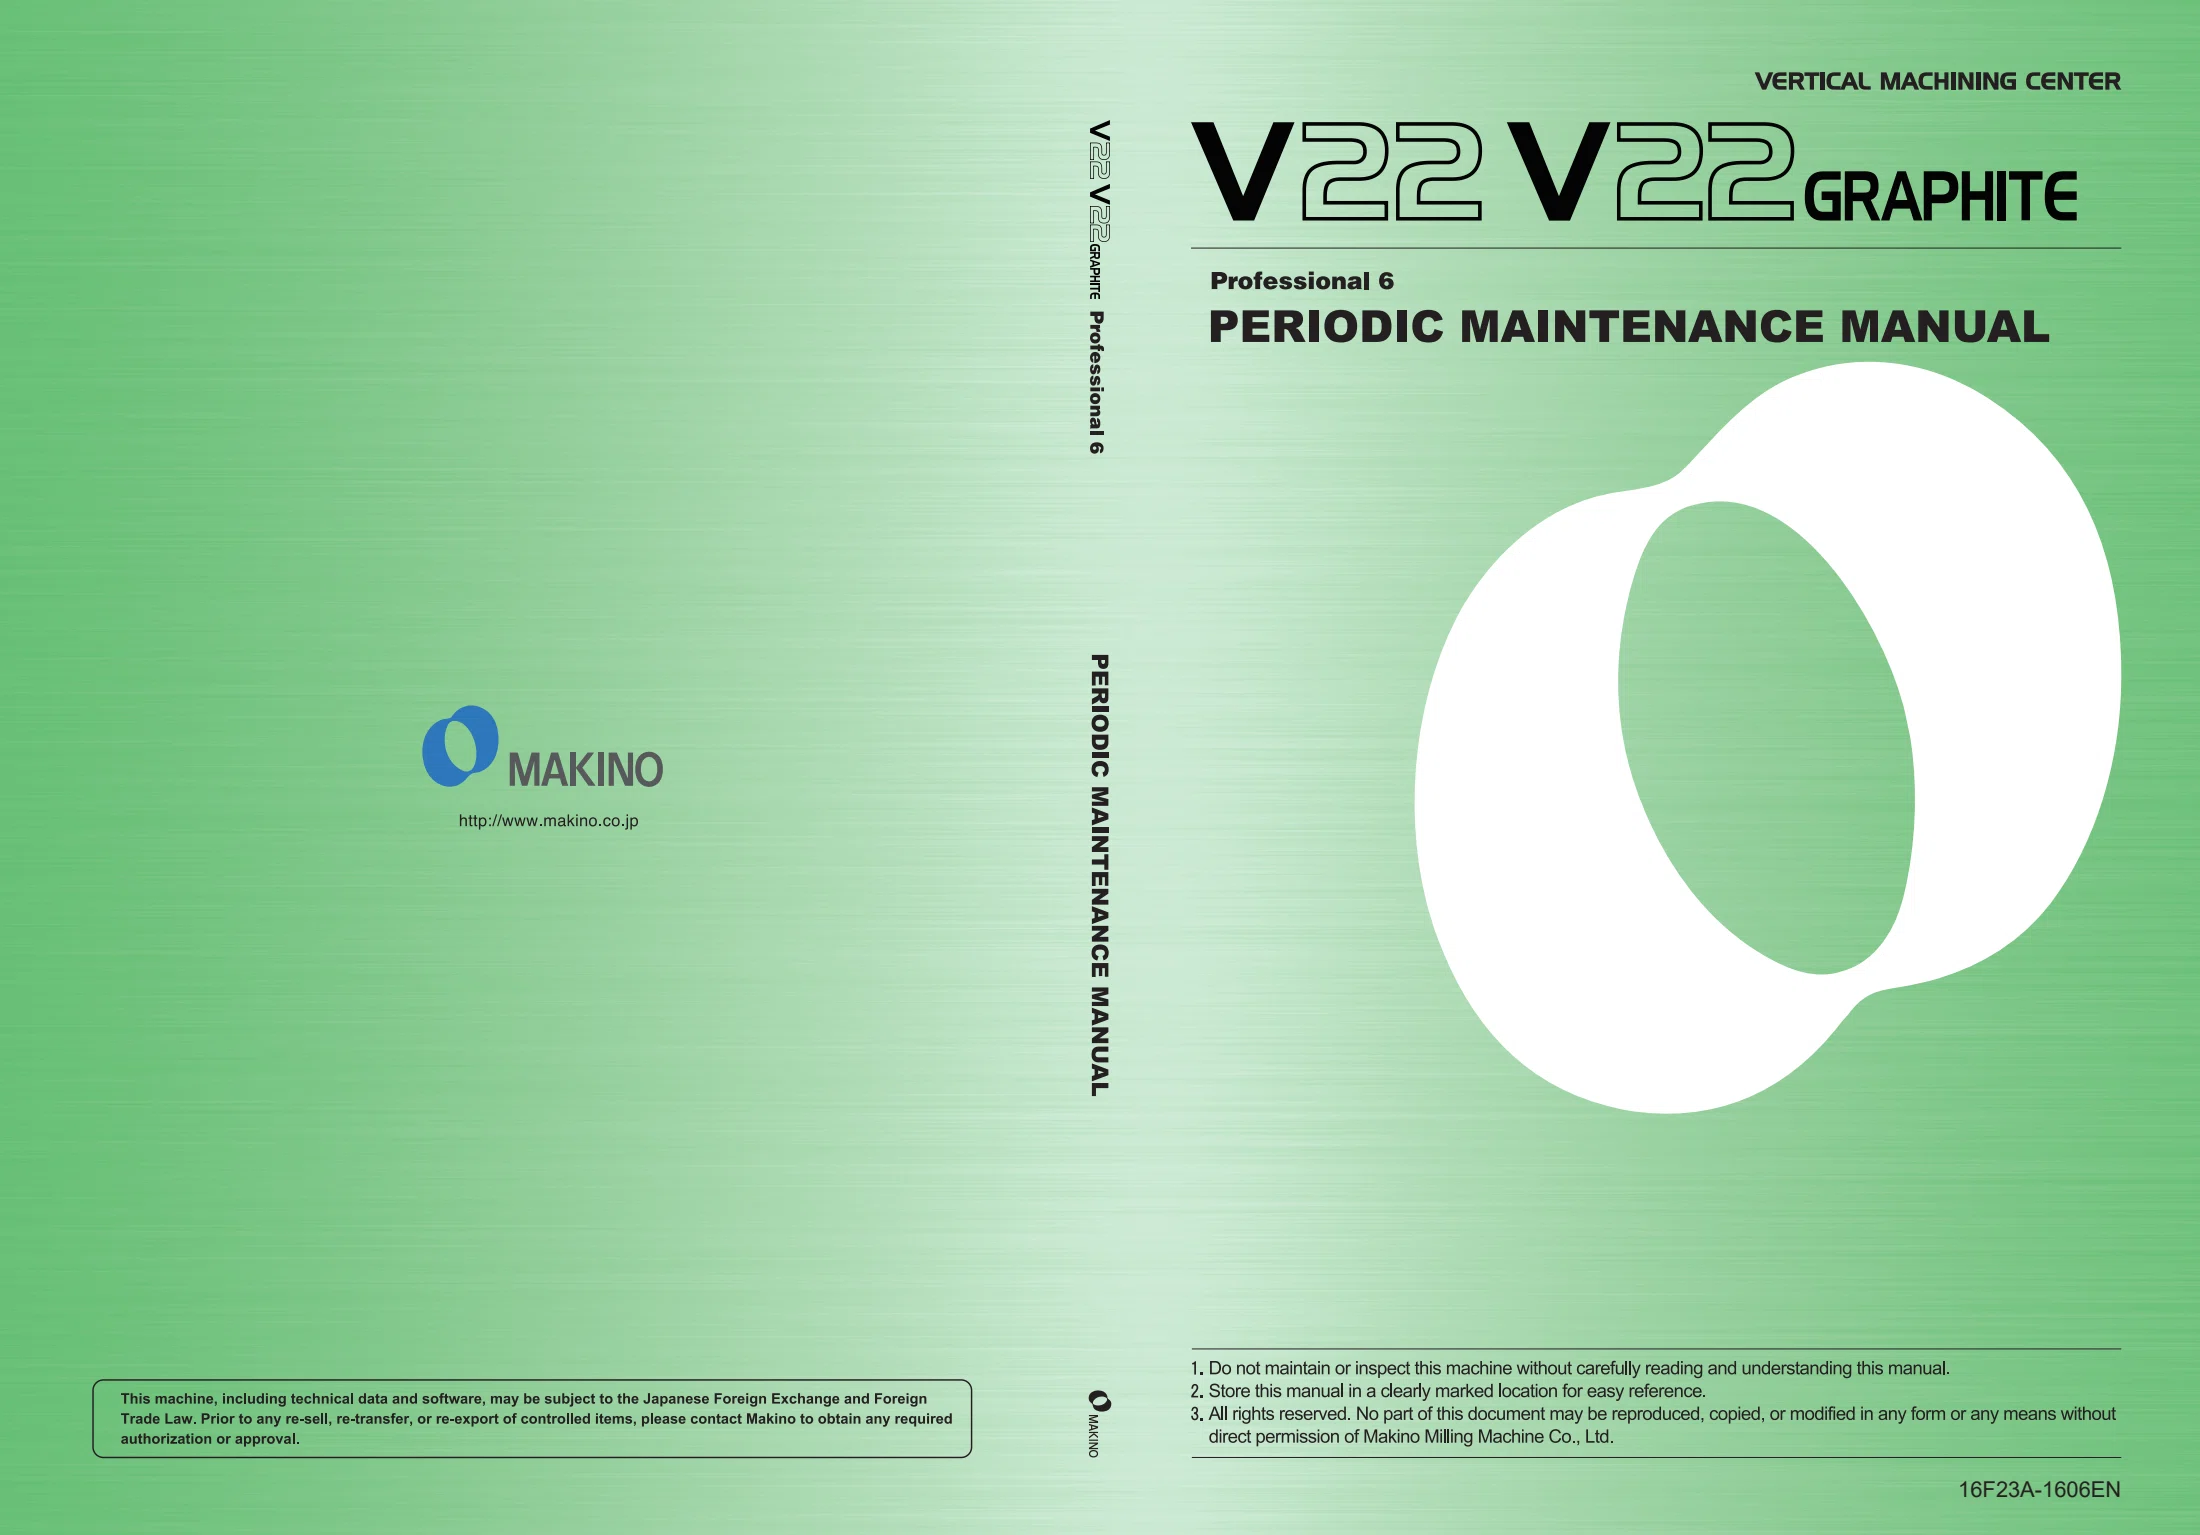 VERTICAL MACHINING CENTER
V22 V22 GRAPHITE
Professional 6
PERIODIC MAINTENANCE MANUAL
1. Do not maintain or inspect this machine without carefully reading and understanding this manual.
2. Store this manual in a clearly marked location for easy reference.
3. All rights reserved. No part of this document may be reproduced, copied, or modified in any form or any means without
direct permission of Makino Milling Machine Co., Ltd.
16F23A-1606EN
V22 V22 GRAPHITE Professional 6
PERIODIC MAINTENANCE MANUAL
MAKINO
MAKINO
http://www.makino.co.jp
This machine, including technical data and software, may be subject to the Japanese Foreign Exchange and Foreign
Trade Law. Prior to any re-sell, re-transfer, or re-export of controlled items, please contact Makino to obtain any required
authorization or approval.